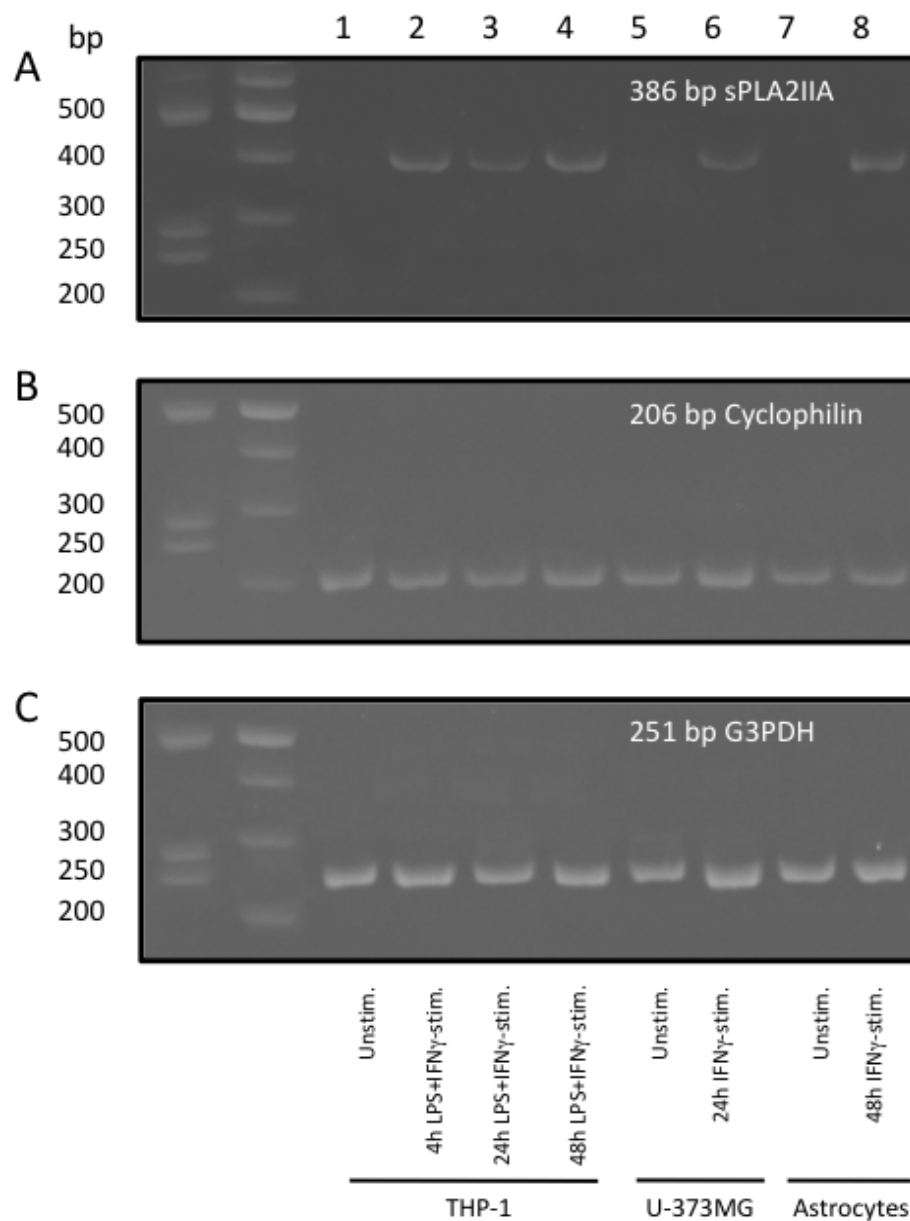 bp 1 2 3 4 5 6 7 8
A
386 bp sPLA2IIA
500
400
300
250
200
B
206 bp Cyclophilin
500
400
300
250
200
C
251 bp G3PDH
500
400
300
250
200
Unstim.
4h LPS+IFNγ-stim.
24h LPS+IFNγ-stim.
48h LPS+IFNγ-stim.
Unstim.
24h IFNγ-stim.
Unstim.
48h IFNγ-stim.
THP-1 U-373MG Astrocytes